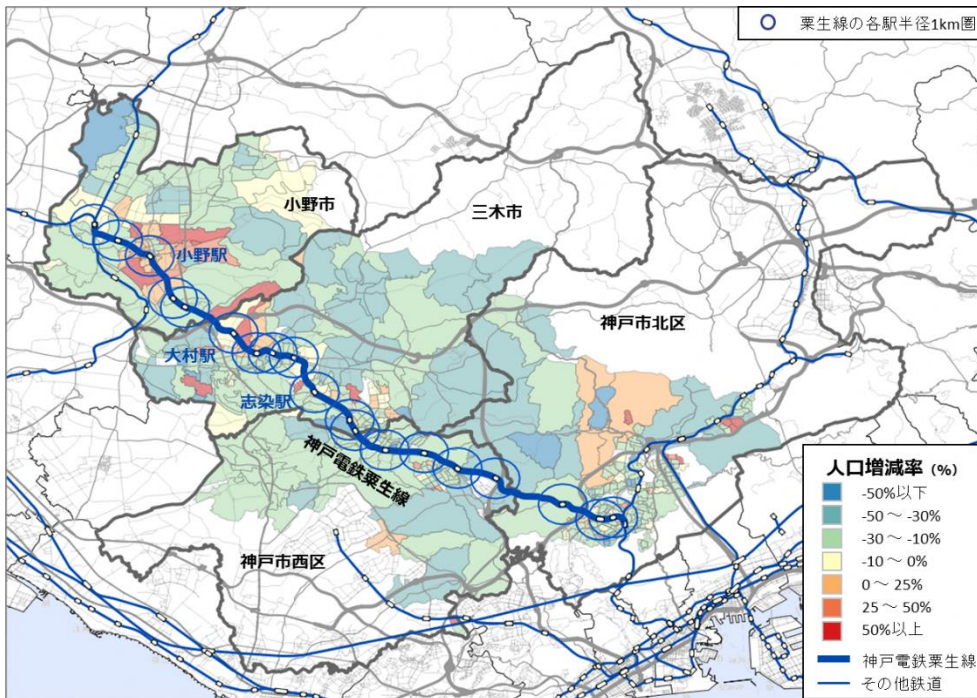 粟生線の各駅半径1km圏
小野市
三木市
小野駅
神戸市北区
大村駅
志染駅
神戸電鉄粟生線
神戸市西区
人口増減率（%）
-50%以下
-50～-30%
-30～-10%
-10～0%
0～25%
25～50%
50%以上
神戸電鉄粟生線
その他鉄道